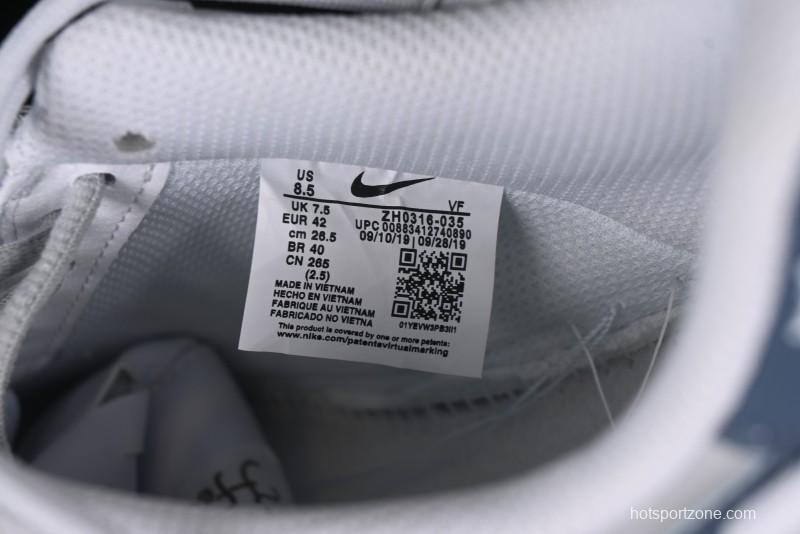 US
8.5
UK 7.5
EUR 42
cm 26.5
BR 40
CN 265
(2.5)
MADE IN VIETNAM
HECHO EN VIETNAM
FABRIQUE AU VIETNAM
FABRICADO NO VIETNA
VF
ZH0316-035
UPC 00883412740890
09/10/19 | 09/28/19
01YEVW3PB3I1
This product is covered by one or more patents:
www.nike.com/patentsvirtualmarking
hotsportzone.com